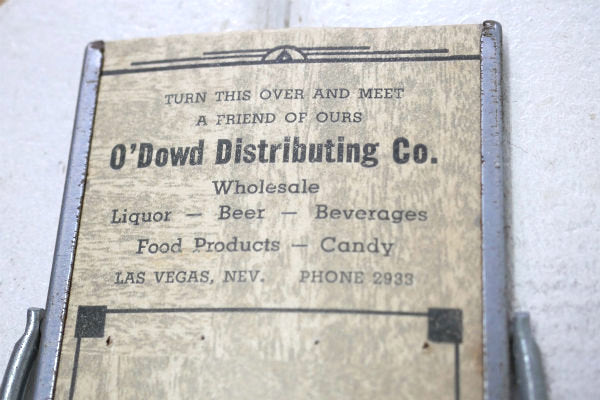 TURN THIS OVER AND MEET
A FRIEND OF OURS
O'Dowd Distributing Co.
Wholesale
Liquor — Beer — Beverages
Food Products — Candy
LAS VEGAS, NEV. PHONE 2933